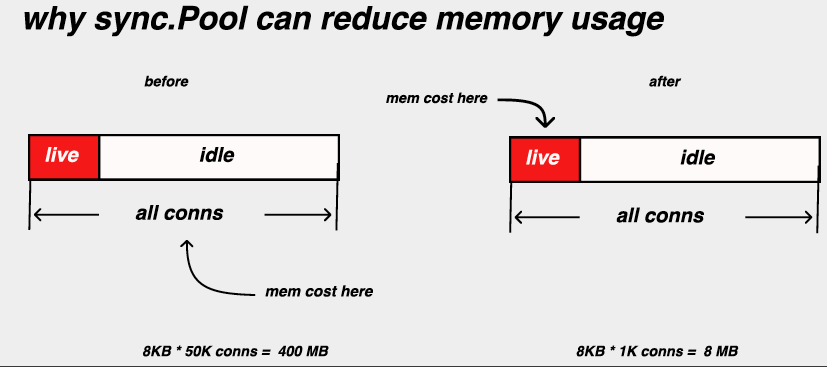 why sync.Pool can reduce memory usage
before
after
mem cost here
live
idle
live
idle
all conns
all conns
mem cost here
8KB * 50K conns = 400 MB
8KB * 1K conns = 8 MB